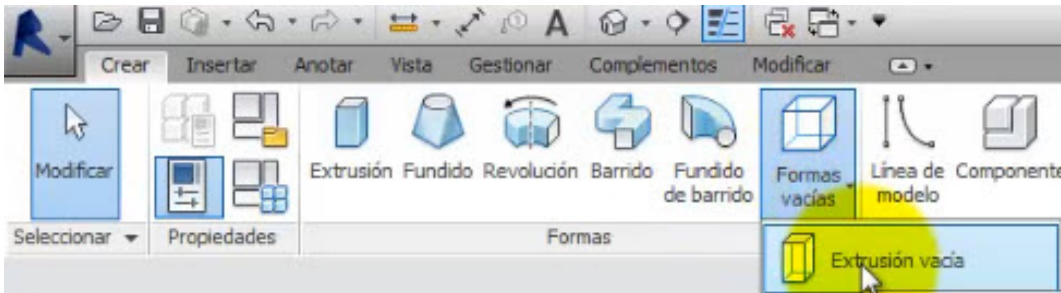 A
Crear Insertar Anotar Vista Gestionar Complementos Modificar
Modificar
Extrusión Fundido Revolución Barrido Fundido de barrido Formas vacías Línea de modelo Componente
Seleccionar Propiedades Formas
Extrusión vacía